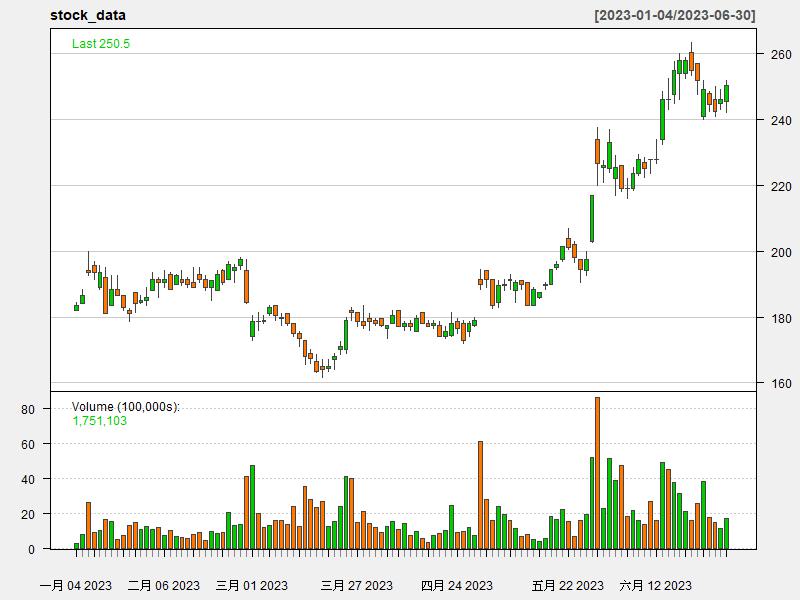 stock_data
[2023-01-04/2023-06-30]
Last 250.5
260
240
220
200
180
160
Volume (100,000s):
1,751,103
80
60
40
20
0
一月 04 2023
二月 06 2023
三月 01 2023
三月 27 2023
四月 24 2023
五月 22 2023
六月 12 2023